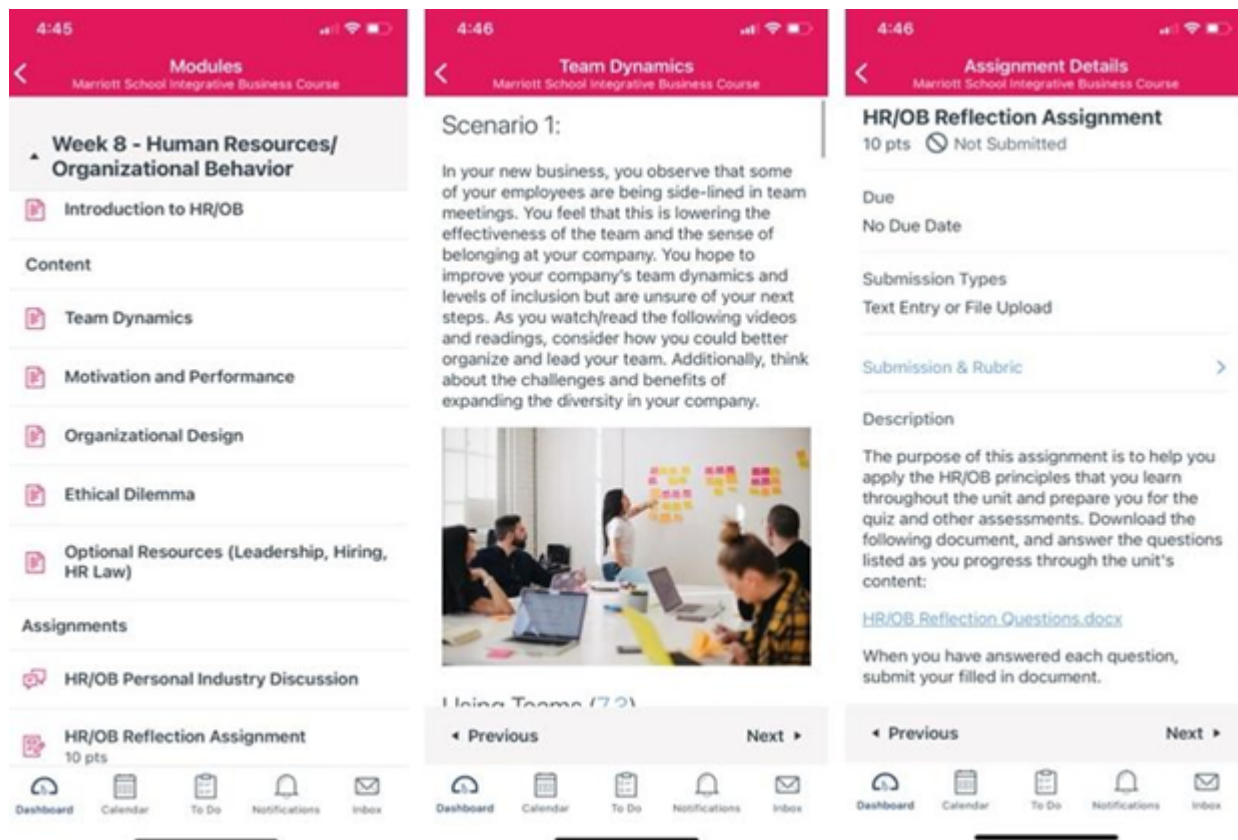 4:45
Modules
Marriott School Integrative Business Course
Week 8 - Human Resources/
Organizational Behavior
Introduction to HR/OB
Content
Team Dynamics
Motivation and Performance
Organizational Design
Ethical Dilemma
Optional Resources (Leadership, Hiring,
HR Law)
Assignments
HR/OB Personal Industry Discussion
HR/OB Reflection Assignment
10 pts
Dashboard Calendar To Do Notifications Inbox
4:46
Team Dynamics
Marriott School Integrative Business Course
Scenario 1:
In your new business, you observe that some
of your employees are being side-lined in team
meetings. You feel that this is lowering the
effectiveness of the team and the sense of
belonging at your company. You hope to
improve your company's team dynamics and
levels of inclusion but are unsure of your next
steps. As you watch/read the following videos
and readings, consider how you could better
organize and lead your team. Additionally, think
about the challenges and benefits of
expanding the diversity in your company.
Using Teams (7.2)
Previous Next
Dashboard Calendar To Do Notifications Inbox
4:46
Assignment Details
Marriott School Integrative Business Course
HR/OB Reflection Assignment
10 pts Not Submitted
Due
No Due Date
Submission Types
Text Entry or File Upload
Submission & Rubric
Description
The purpose of this assignment is to help you
apply the HR/OB principles that you learn
throughout the unit and prepare you for the
quiz and other assessments. Download the
following document, and answer the questions
listed as you progress through the unit's
content:
HR/OB Reflection Questions.docx
When you have answered each question,
submit your filled in document.
Previous Next
Dashboard Calendar To Do Notifications Inbox